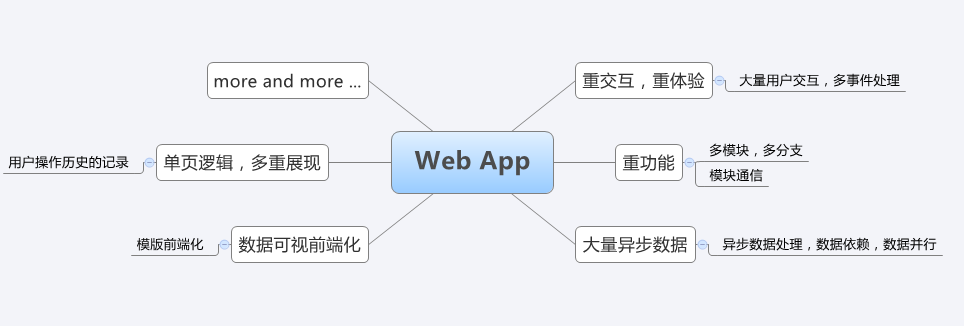 Web App
重交互，重体验
大量用户交互，多事件处理
重功能
多模块，多分支
模块通信
大量异步数据
异步数据处理，数据依赖，数据并行
more and more ...
单页逻辑，多重展现
用户操作历史的记录
数据可视前端化
模版前端化